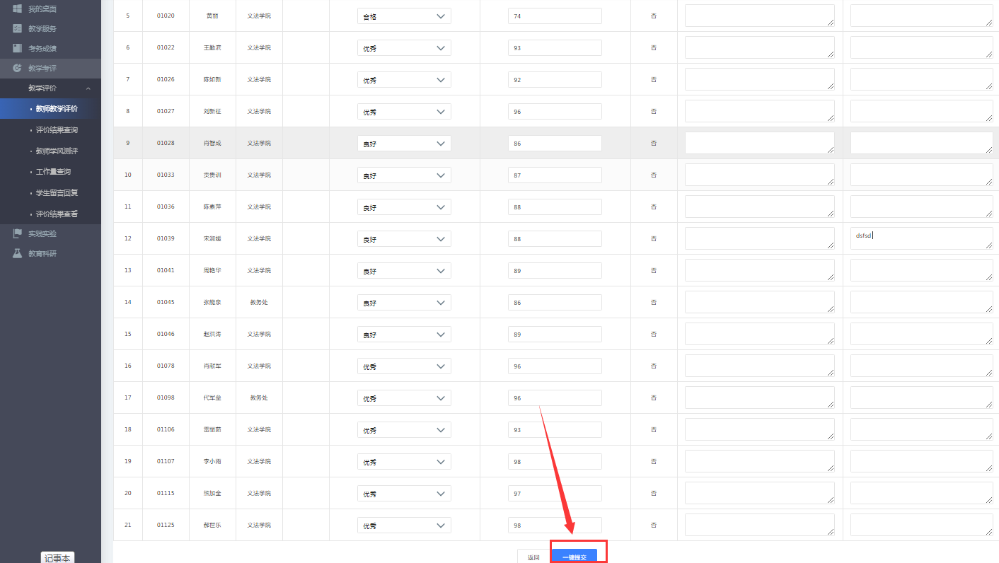 我的桌面
教学服务
考务成绩
教学考评
教学评价
教师教学评价
评价结果查询
教师学风测评
工作量查询
学生留言回复
评价结果查看
实践实验
教育科研
记事本
5 01020 黄丽 义法学院 合格 74 否
6 01022 王勤滨 义法学院 优秀 93 否
7 01026 陈如新 义法学院 优秀 92 否
8 01027 刘新征 义法学院 优秀 96 否
9 01028 肖智成 义法学院 良好 86 否
10 01033 贡贵训 义法学院 良好 87 否
11 01036 陈素萍 义法学院 良好 88 否
12 01039 宋淑媛 义法学院 良好 88 否 dsfsd
13 01041 周艳华 义法学院 良好 89 否
14 01045 张能泉 教务处 良好 86 否
15 01046 赵洪涛 义法学院 良好 89 否
16 01078 肖献军 义法学院 优秀 96 否
17 01098 代军垒 教务处 优秀 96 否
18 01106 雷丽茹 义法学院 优秀 93 否
19 01107 李小雨 义法学院 优秀 98 否
20 01115 熊加全 义法学院 优秀 97 否
21 01125 郝世乐 义法学院 优秀 98 否
返回 一键提交